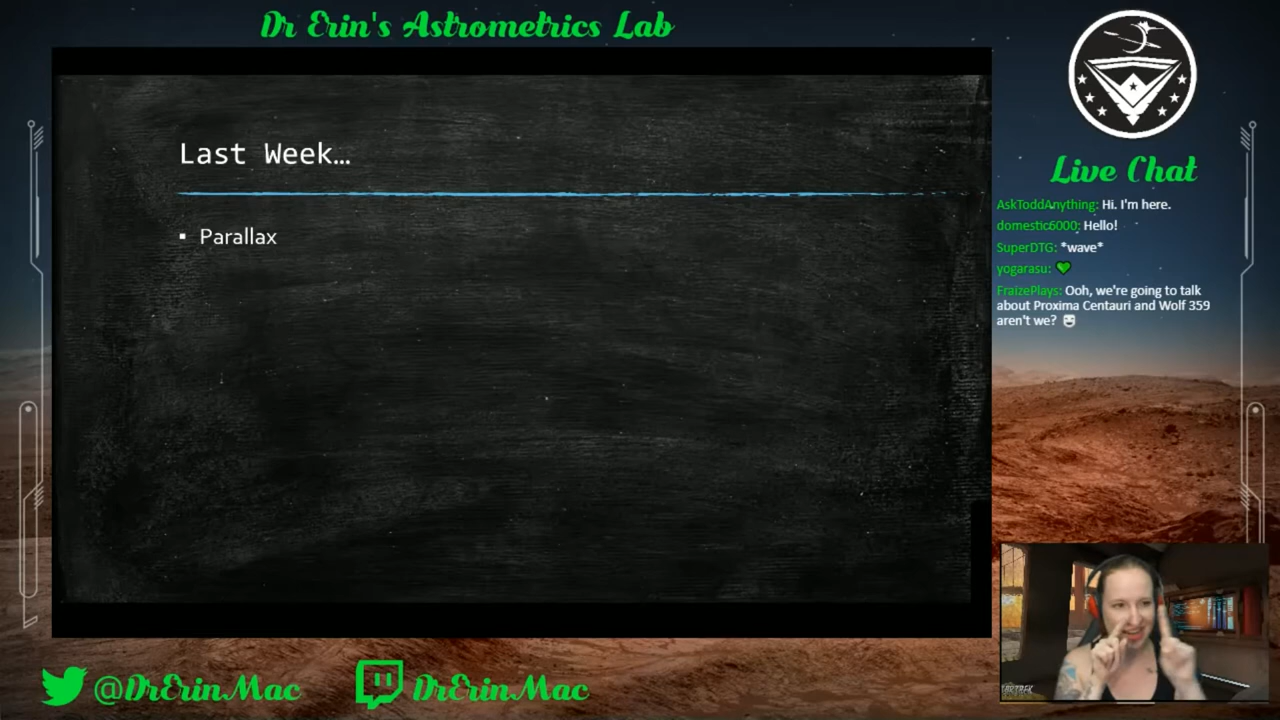 Dr Erin's Astrometrics Lab
Last Week…
▪ Parallax
Live Chat
AskToddAnything: Hi. I'm here.
domestic6000: Hello!
SuperDTG: *wave*
yogarasu: 💚
FraizePlays: Ooh, we're going to talk
about Proxima Centauri and Wolf 359
aren't we? 😄
@DrErinMac
DrErinMac